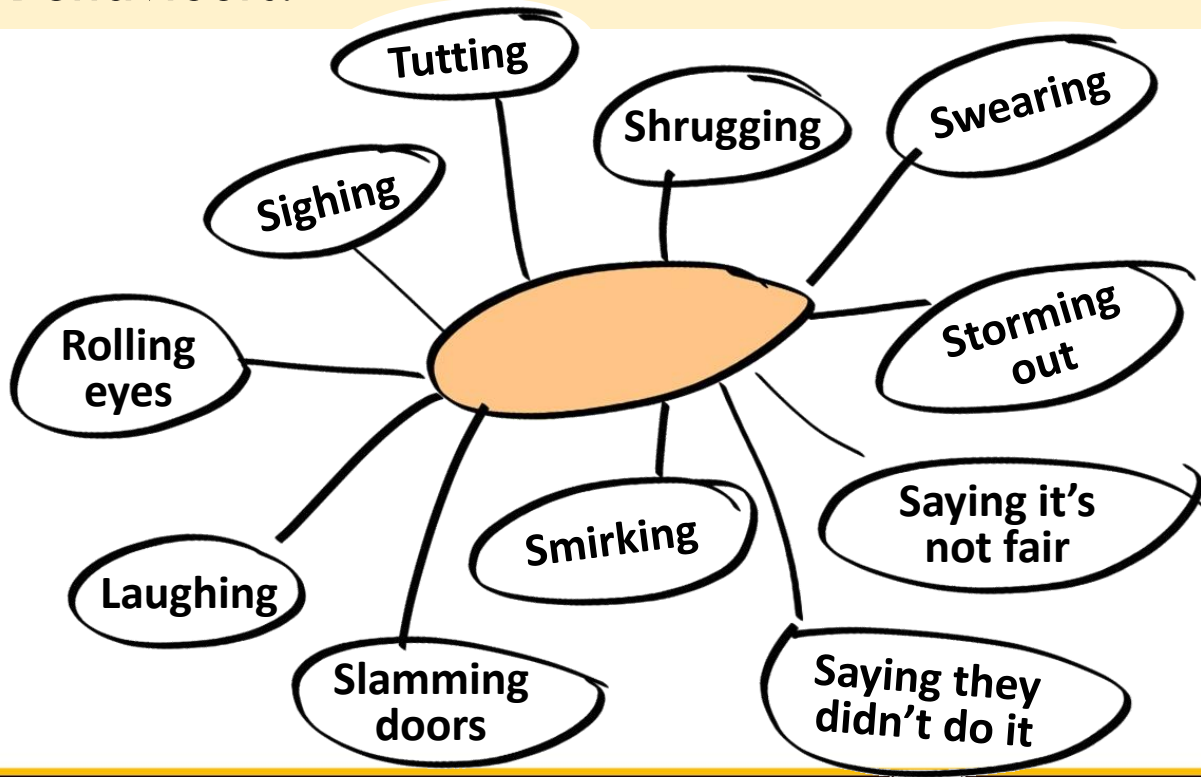 Tutting
Shrugging
Swearing
Sighing
Storming
out
Rolling
eyes
Saying it's
not fair
Smirking
Laughing
Saying they
didn't do it
Slamming
doors